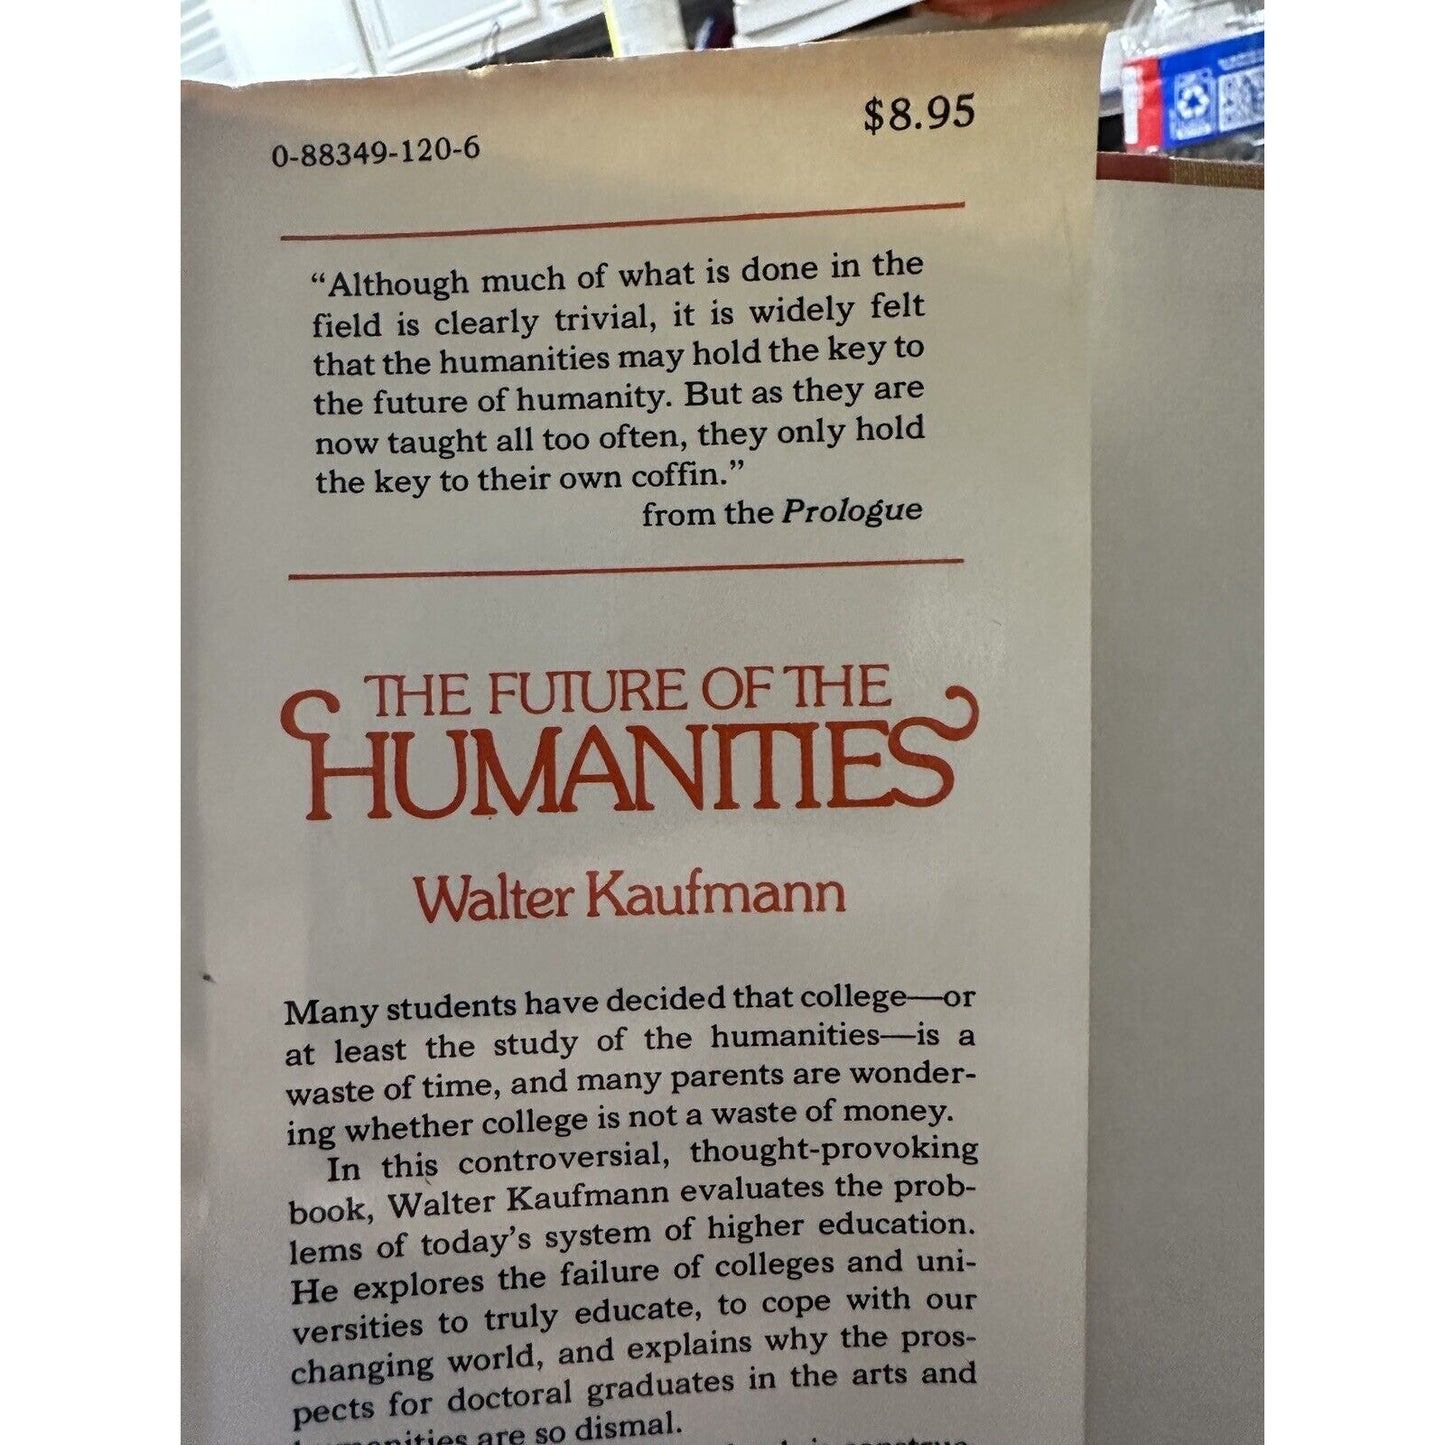 $8.95
0-88349-120-6
“Although much of what is done in the
field is clearly trivial, it is widely felt
that the humanities may hold the key to
the future of humanity. But as they are
now taught all too often, they only hold
the key to their own coffin.”
from the Prologue
THE FUTURE OF THE
HUMANITIES
Walter Kaufmann
Many students have decided that college—or
at least the study of the humanities—is a
waste of time, and many parents are wonder-
ing whether college is not a waste of money.
In this controversial, thought-provoking
book, Walter Kaufmann evaluates the prob-
lems of today’s system of higher education.
He explores the failure of colleges and uni-
versities to truly educate, to cope with our
changing world, and explains why the pros-
pects for doctoral graduates in the arts and
humanities are so dismal.